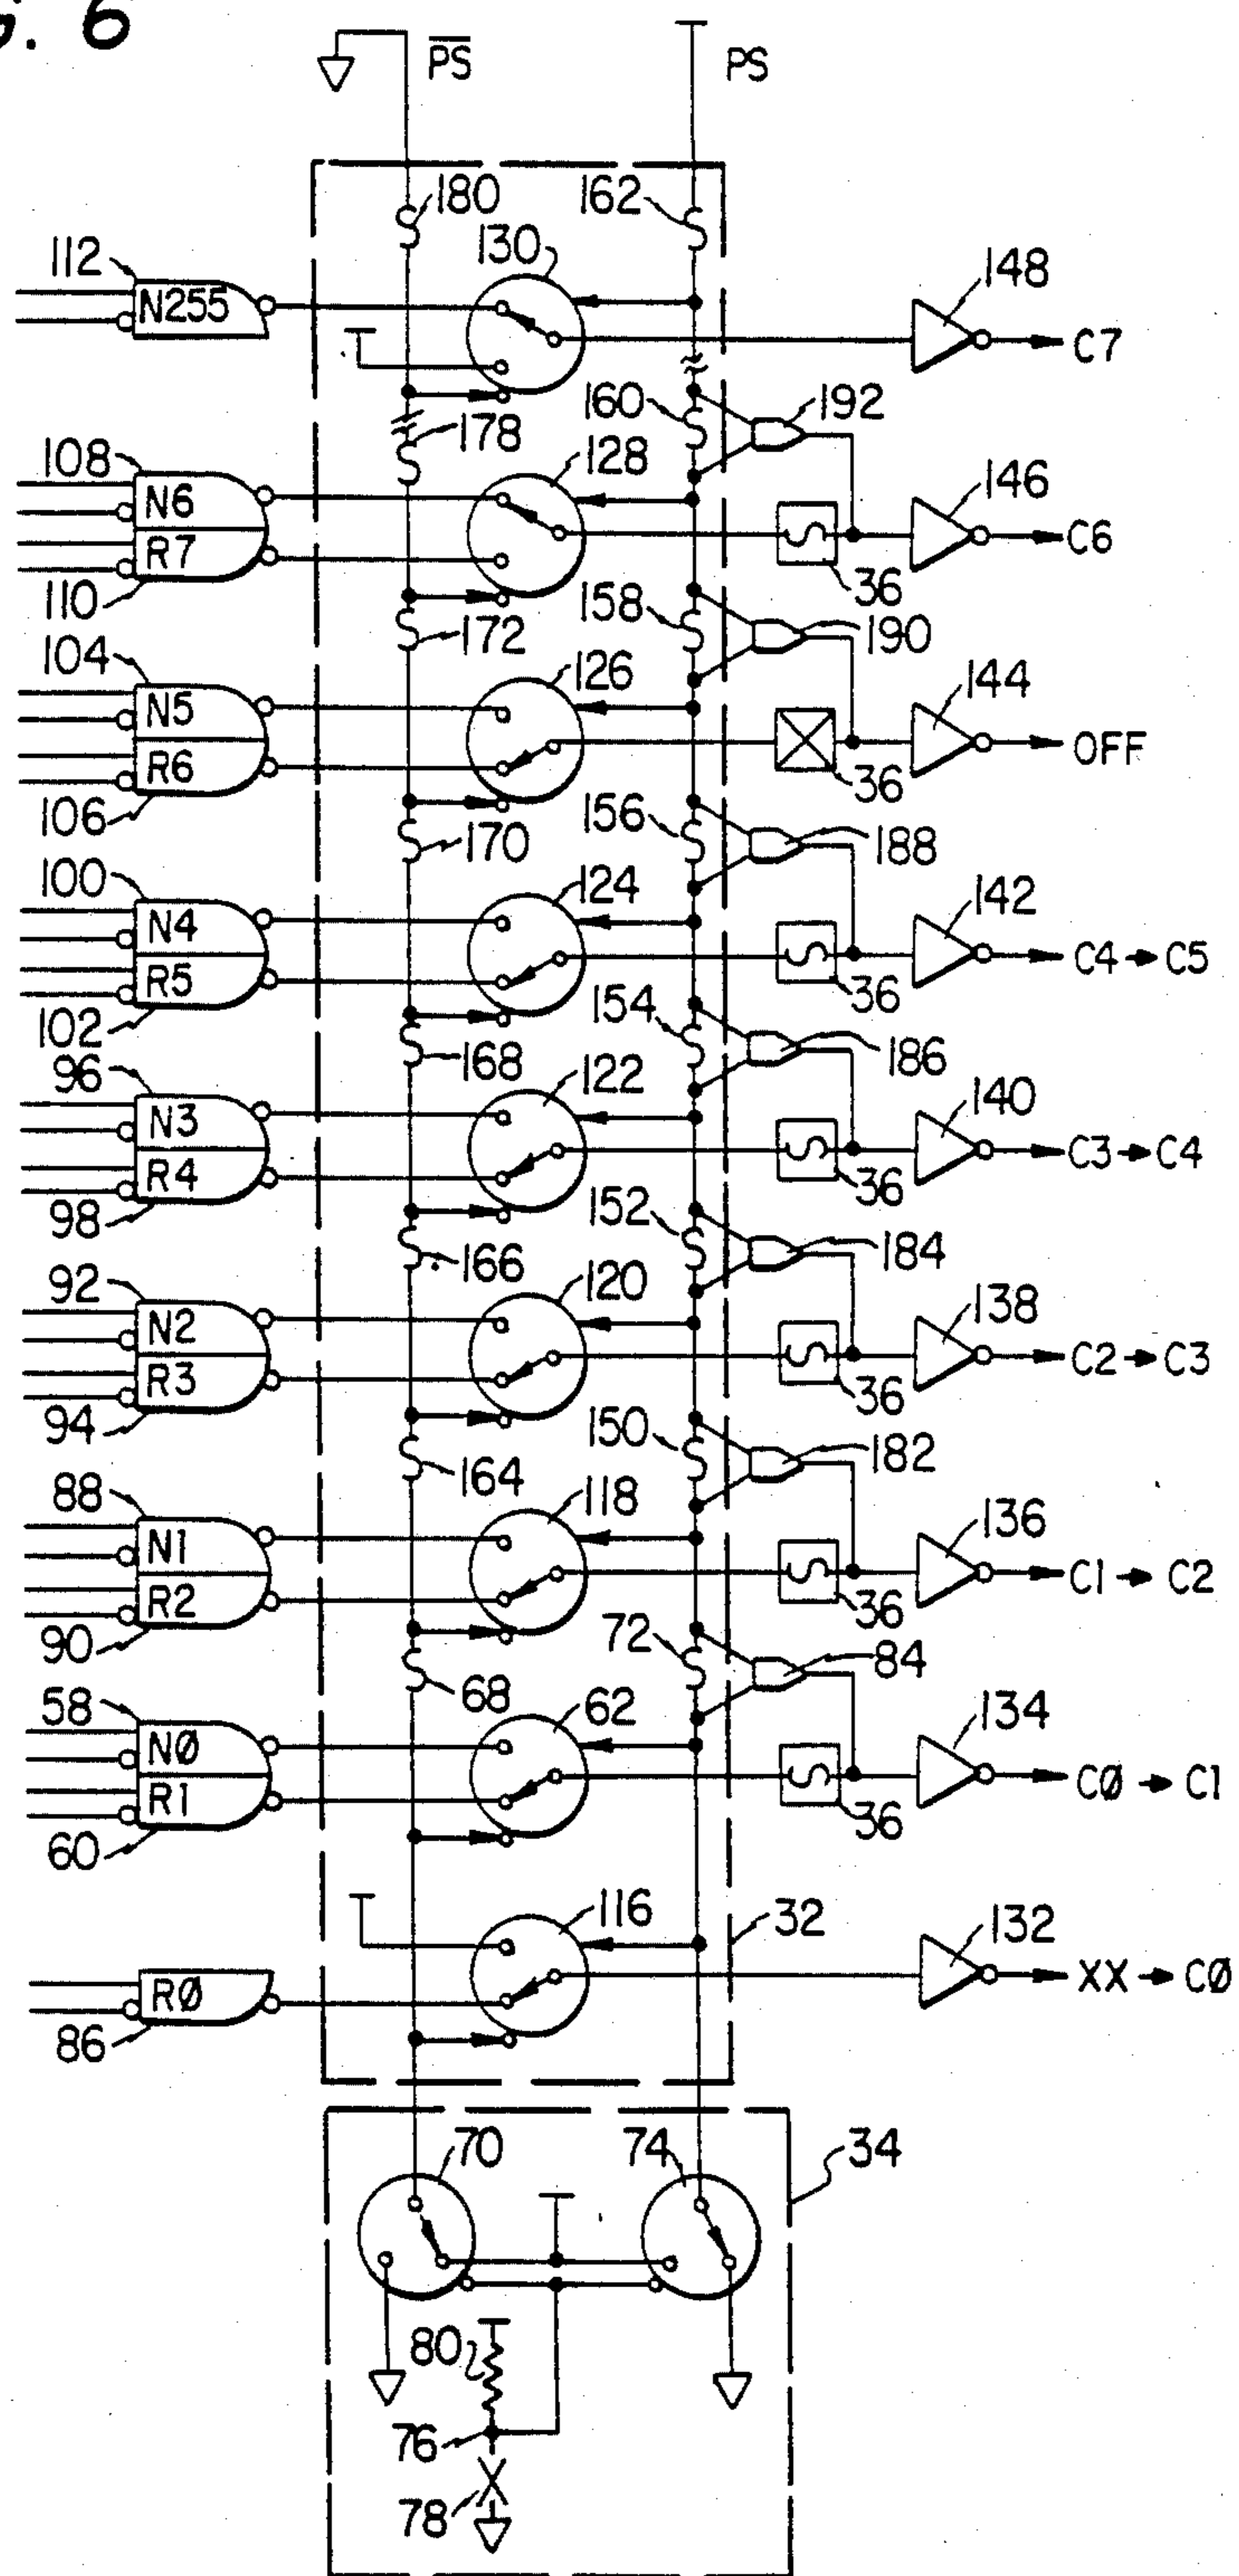 G. 6
PS PS
180 162
112 N255 130 148 C7
178 160 192
108 N6 128 146 C6
R7 36
110 172 158 190
104 N5 126 144 OFF
R6 36
106 170 156 188
100 N4 124 142 C4 → C5
R5 36
102 168 154 186
96 N3 122 140 C3 → C4
R4 36
98 166 152 184
92 N2 120 138 C2 → C3
R3 36
94 164 150 182
88 N1 118 136 C1 → C2
R2 36
90 68 72 84
58 NØ 62 134 CØ → C1
R1 36
60
116 32 132 XX → CØ
RØ
86
70 74 34
80
76
78